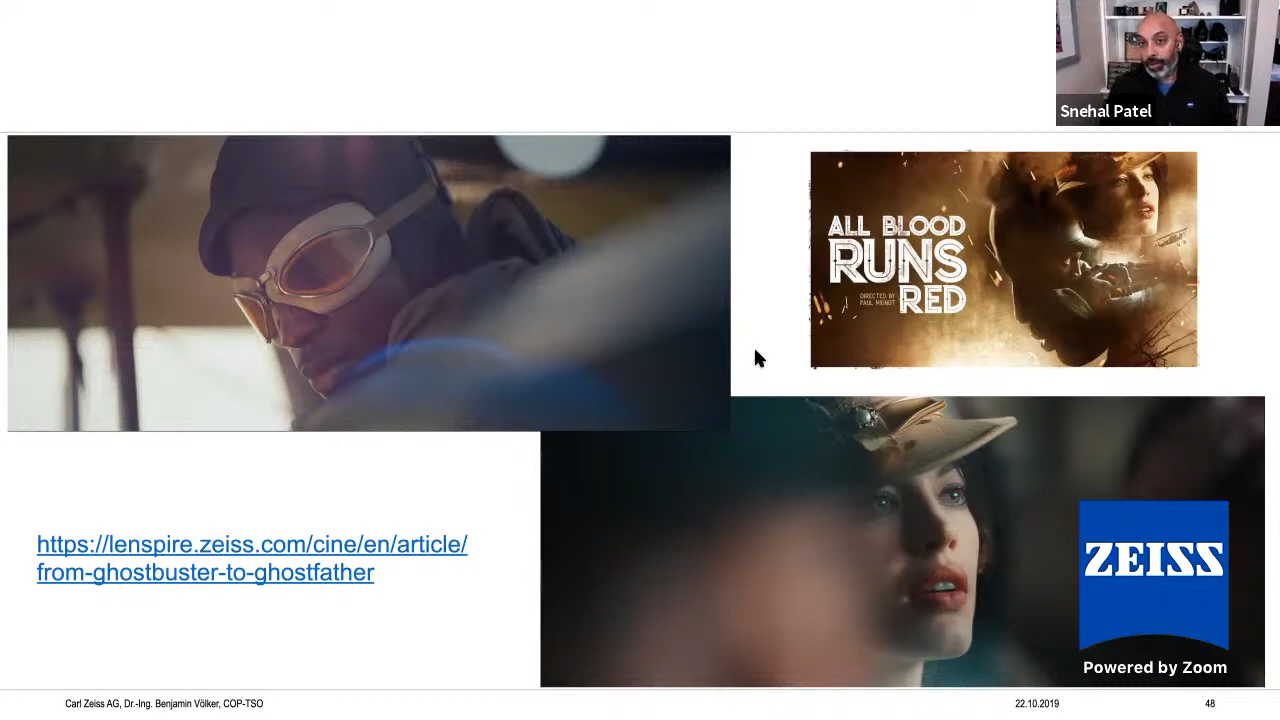 Snehal Patel
ALL BLOOD
RUNS
RED
DIRECTED BY
PAUL MIGNOT
https://lenspire.zeiss.com/cine/en/article/
from-ghostbuster-to-ghostfather
ZEISS
Powered by Zoom
Carl Zeiss AG, Dr.-Ing. Benjamin Völker, COP-TSO
22.10.2019
48